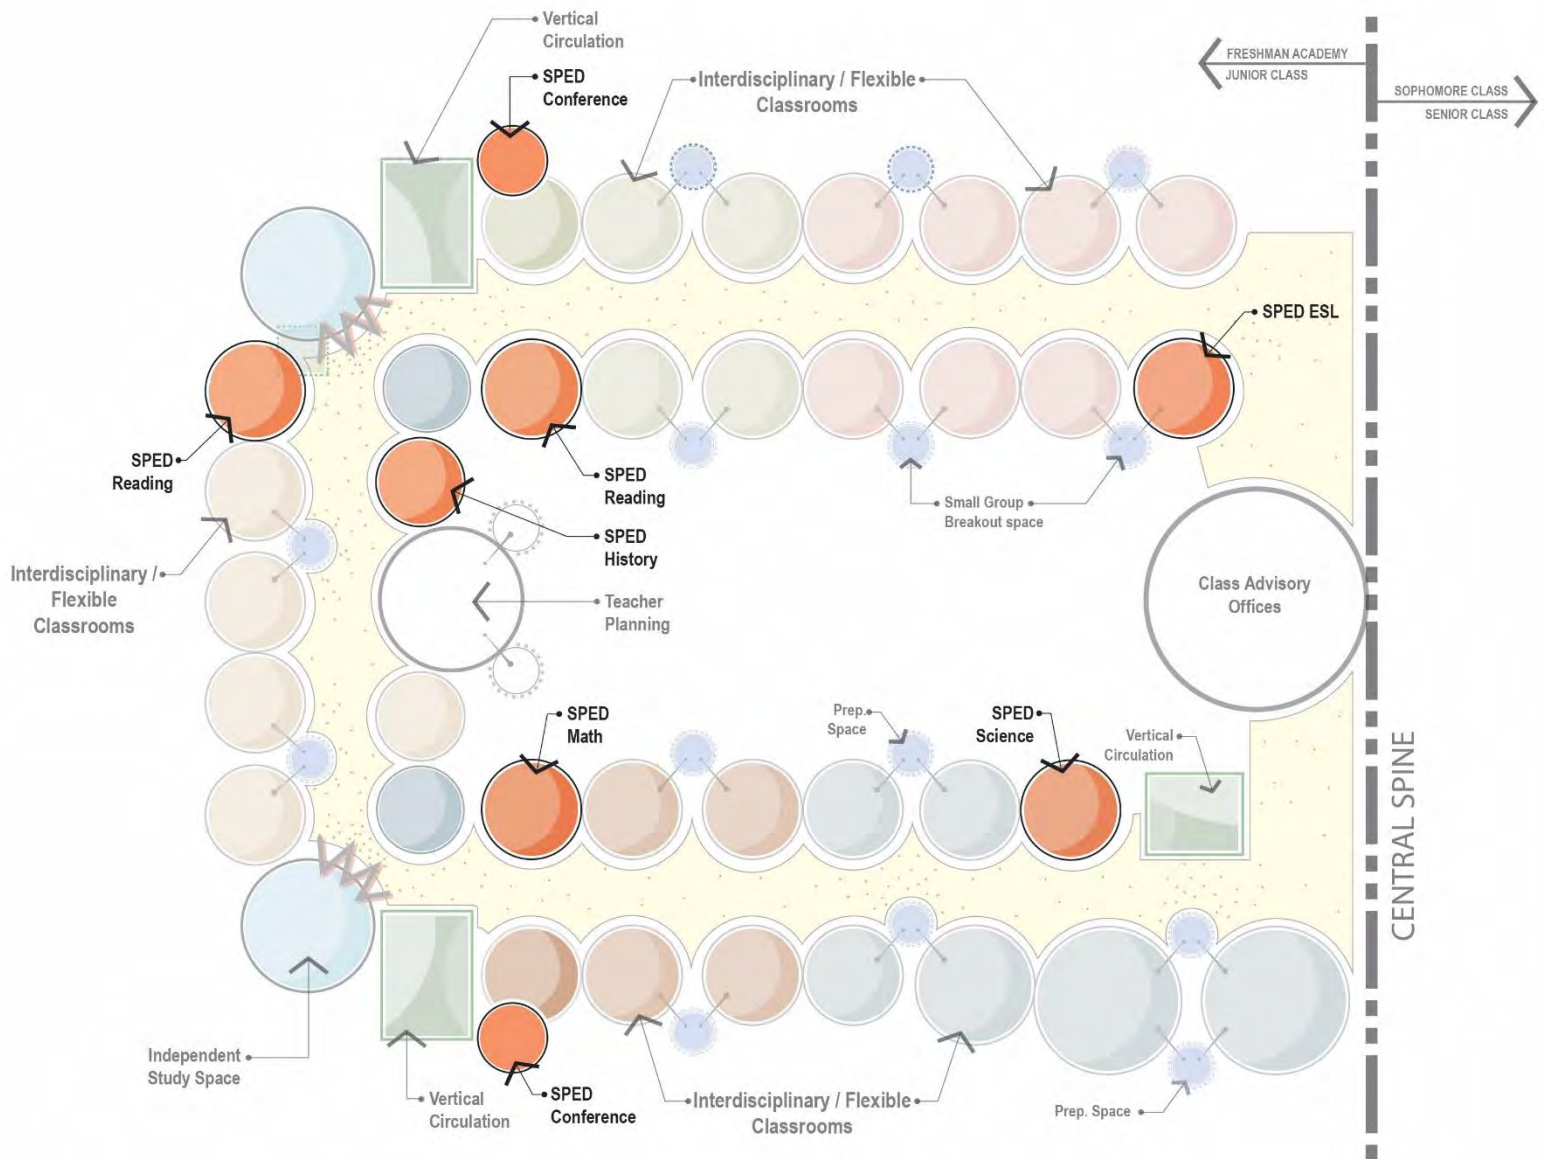 Vertical
Circulation
SPED
Conference
Interdisciplinary / Flexible
Classrooms
FRESHMAN ACADEMY
JUNIOR CLASS
SOPHOMORE CLASS
SENIOR CLASS
SPED ESL
SPED
Reading
SPED
Reading
Small Group
Breakout space
SPED
History
Interdisciplinary /
Flexible
Classrooms
Teacher
Planning
Class Advisory
Offices
SPED
Math
Prep.
Space
SPED
Science
Vertical
Circulation
CENTRAL SPINE
Independent
Study Space
Vertical
Circulation
SPED
Conference
Interdisciplinary / Flexible
Classrooms
Prep. Space